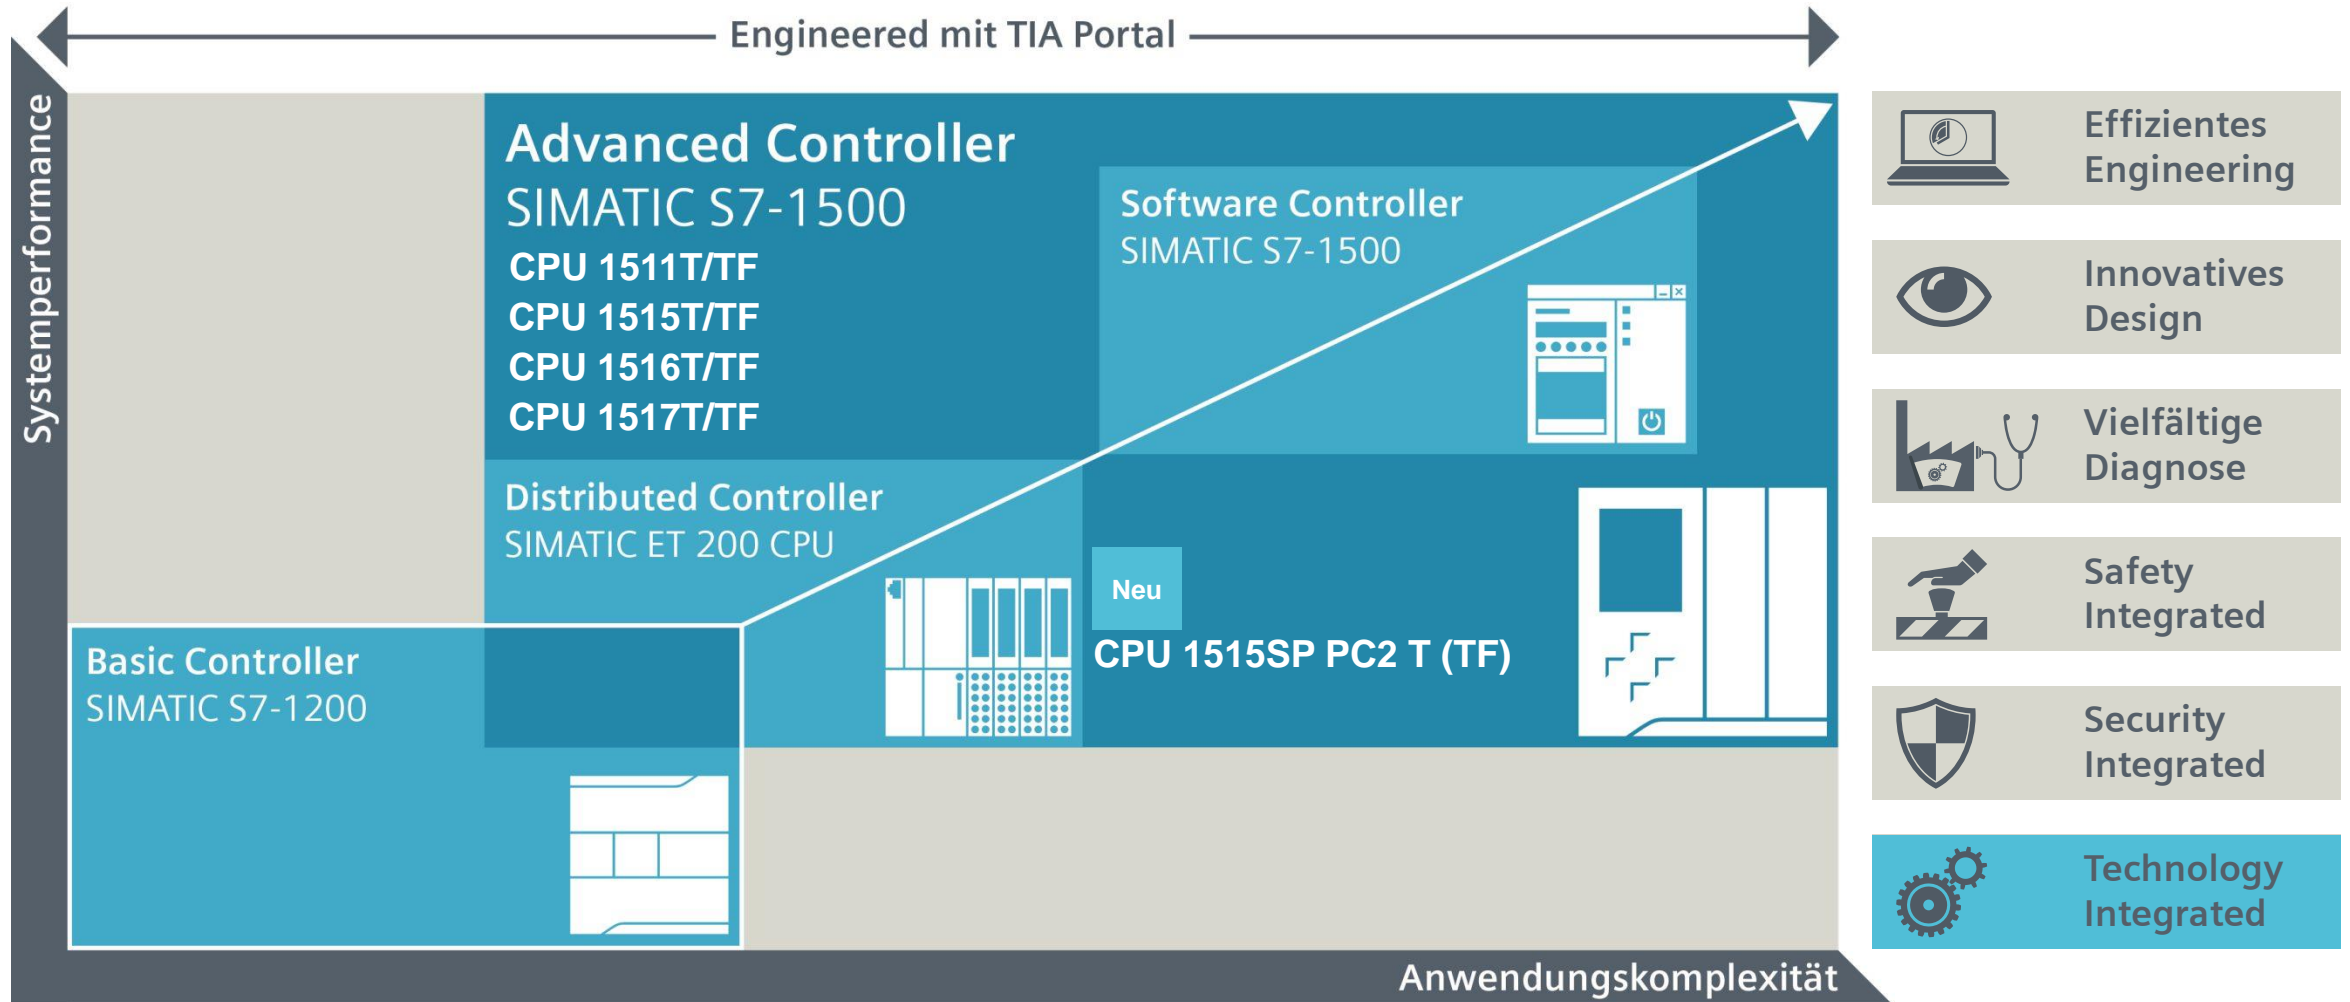 Engineered mit TIA Portal
Systemperformance
Advanced Controller
SIMATIC S7-1500
CPU 1511T/TF
CPU 1515T/TF
CPU 1516T/TF
CPU 1517T/TF
Software Controller
SIMATIC S7-1500
Distributed Controller
SIMATIC ET 200 CPU
Neu
CPU 1515SP PC2 T (TF)
Basic Controller
SIMATIC S7-1200
Anwendungskomplexität
Effizientes
Engineering
Innovatives
Design
Vielfältige
Diagnose
Safety
Integrated
Security
Integrated
Technology
Integrated